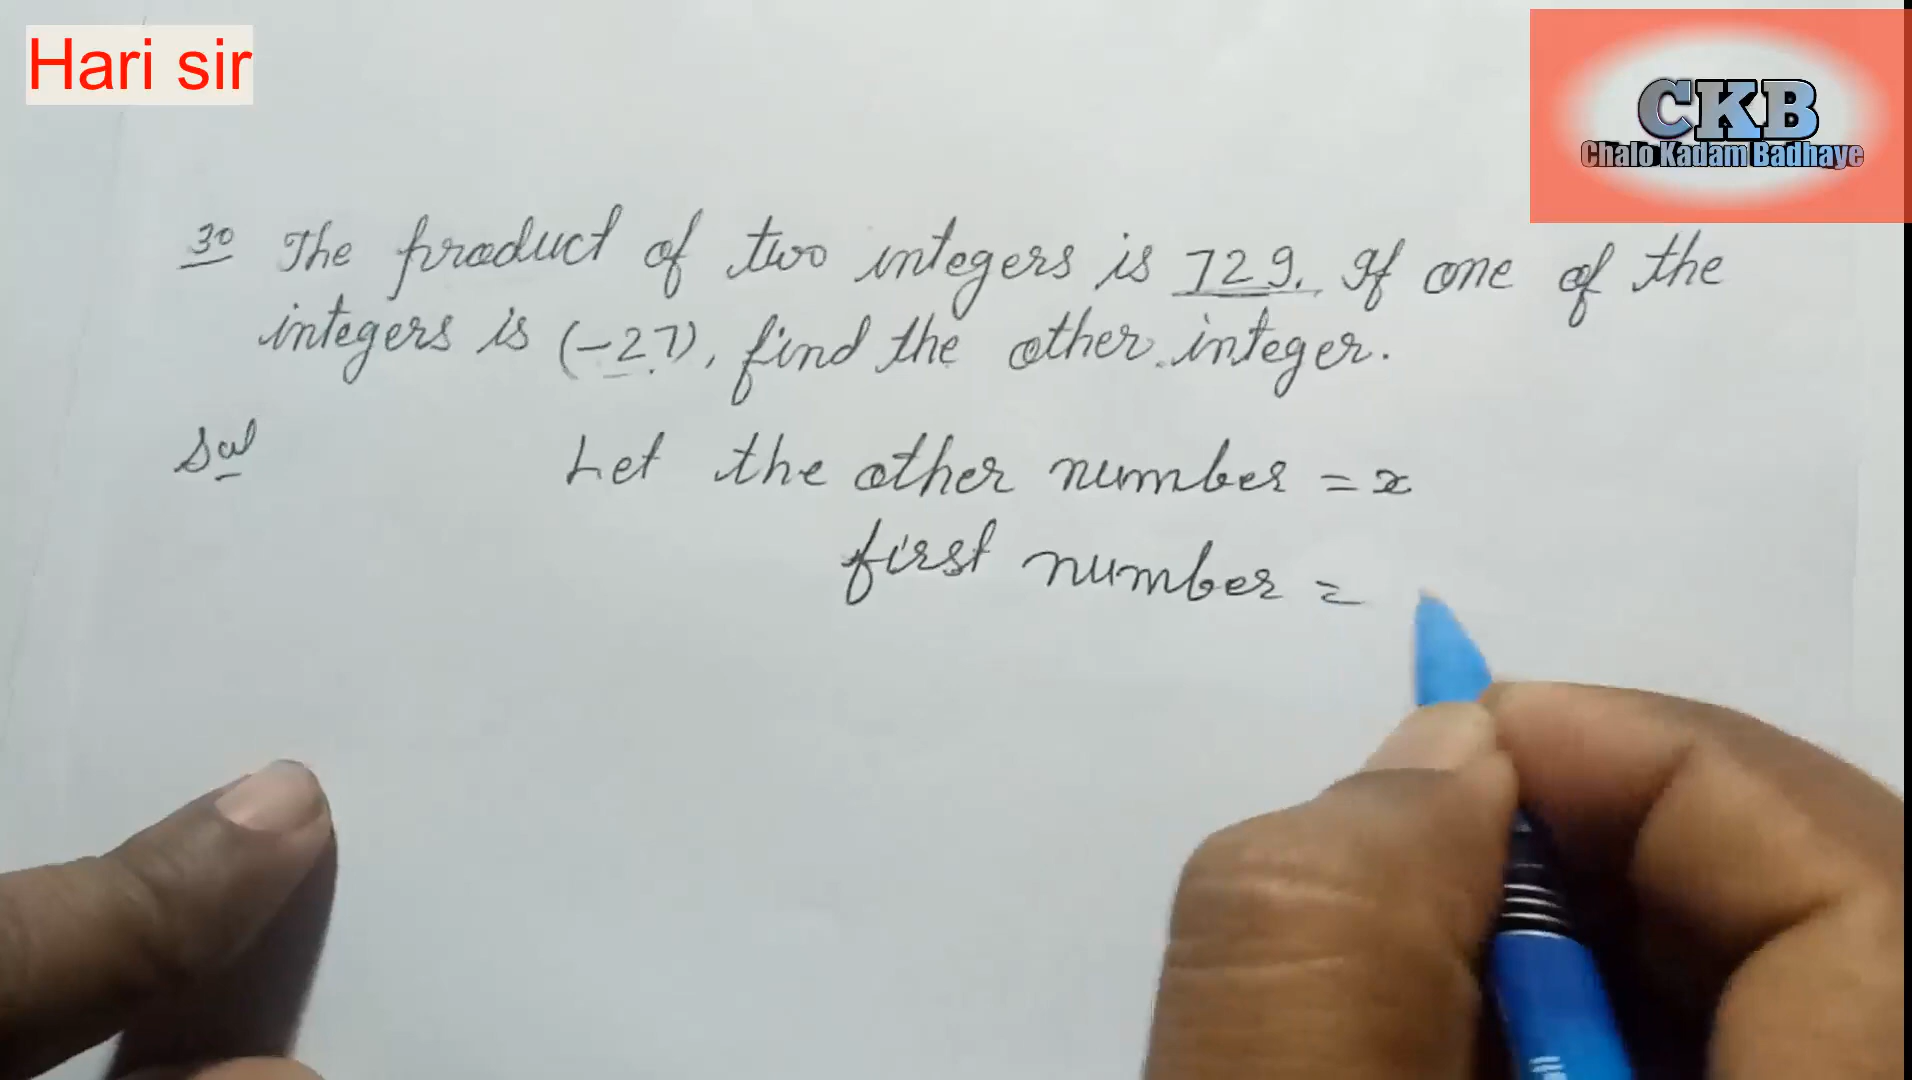 Hari sir
CKB
Chalo Kadam Badhaye
30 The product of two integers is 729. If one of the
integers is (-27), find the other integer.
Sol
Let the other number = x
first number =